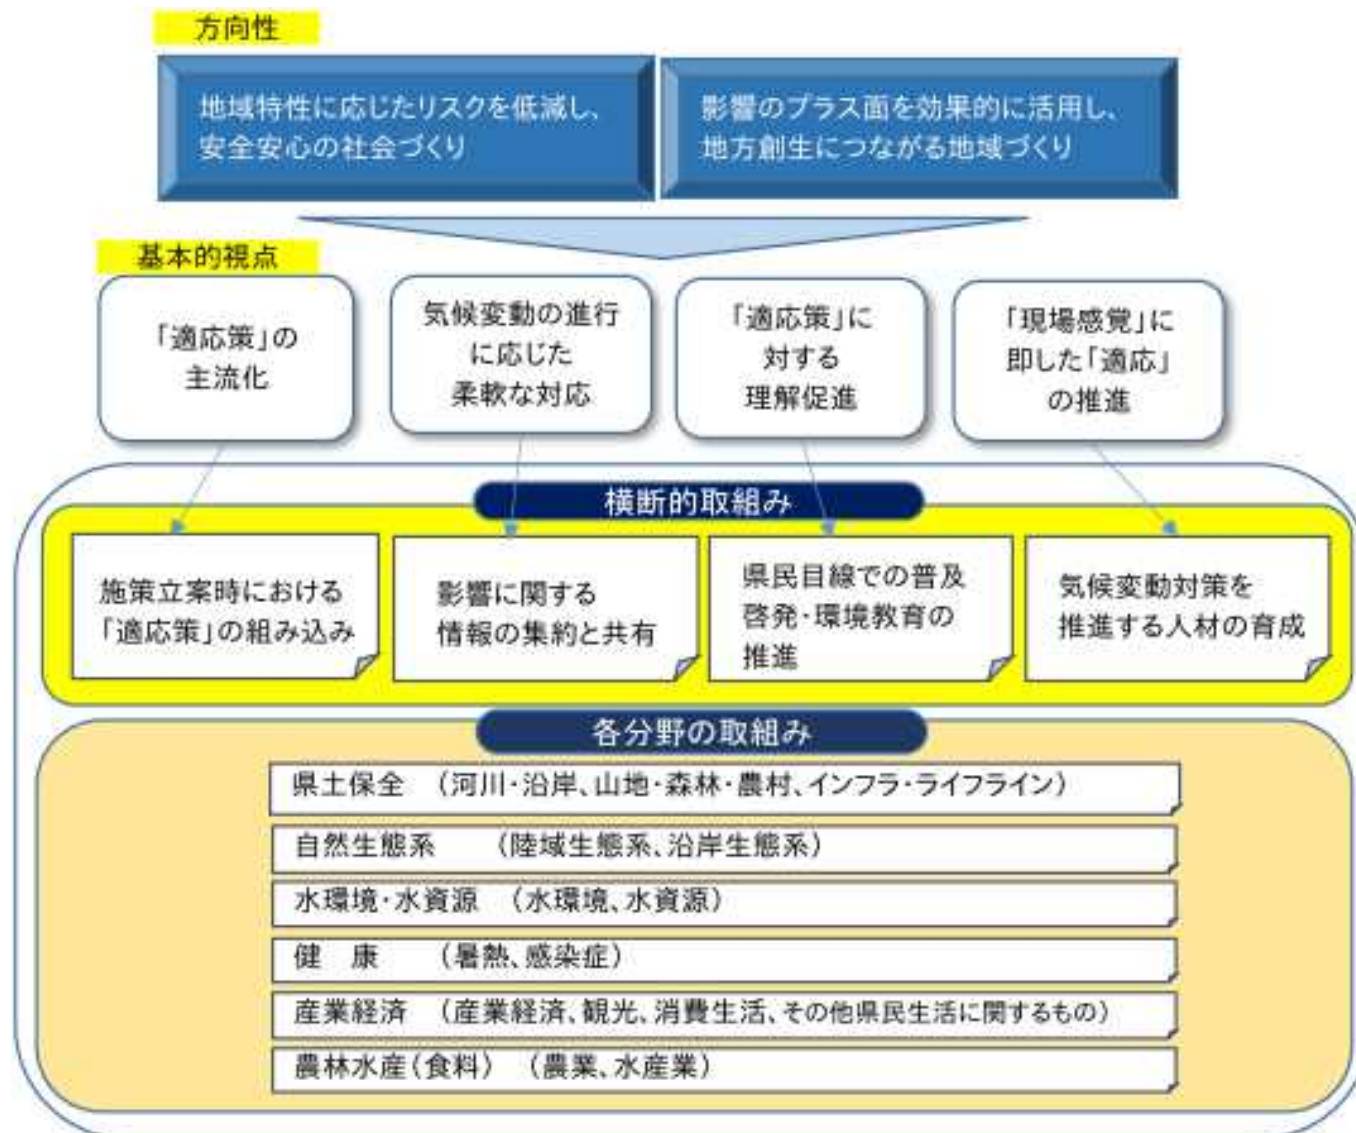 方向性
地域特性に応じたリスクを低減し、
安全安心の社会づくり
影響のプラス面を効果的に活用し、
地方創生につながる地域づくり
基本的視点
「適応策」の
主流化
気候変動の進行
に応じた
柔軟な対応
「適応策」に
対する
理解促進
「現場感覚」に
即した「適応」
の推進
横断的取組み
施策立案時における
「適応策」の組み込み
影響に関する
情報の集約と共有
県民目線での普及
啓発・環境教育の
推進
気候変動対策を
推進する人材の育成
各分野の取組み
県土保全 （河川・沿岸、山地・森林・農村、インフラ・ライフライン）
自然生態系 （陸域生態系、沿岸生態系）
水環境・水資源 （水環境、水資源）
健　康 （暑熱、感染症）
産業経済 （産業経済、観光、消費生活、その他県民生活に関するもの）
農林水産（食料） （農業、水産業）